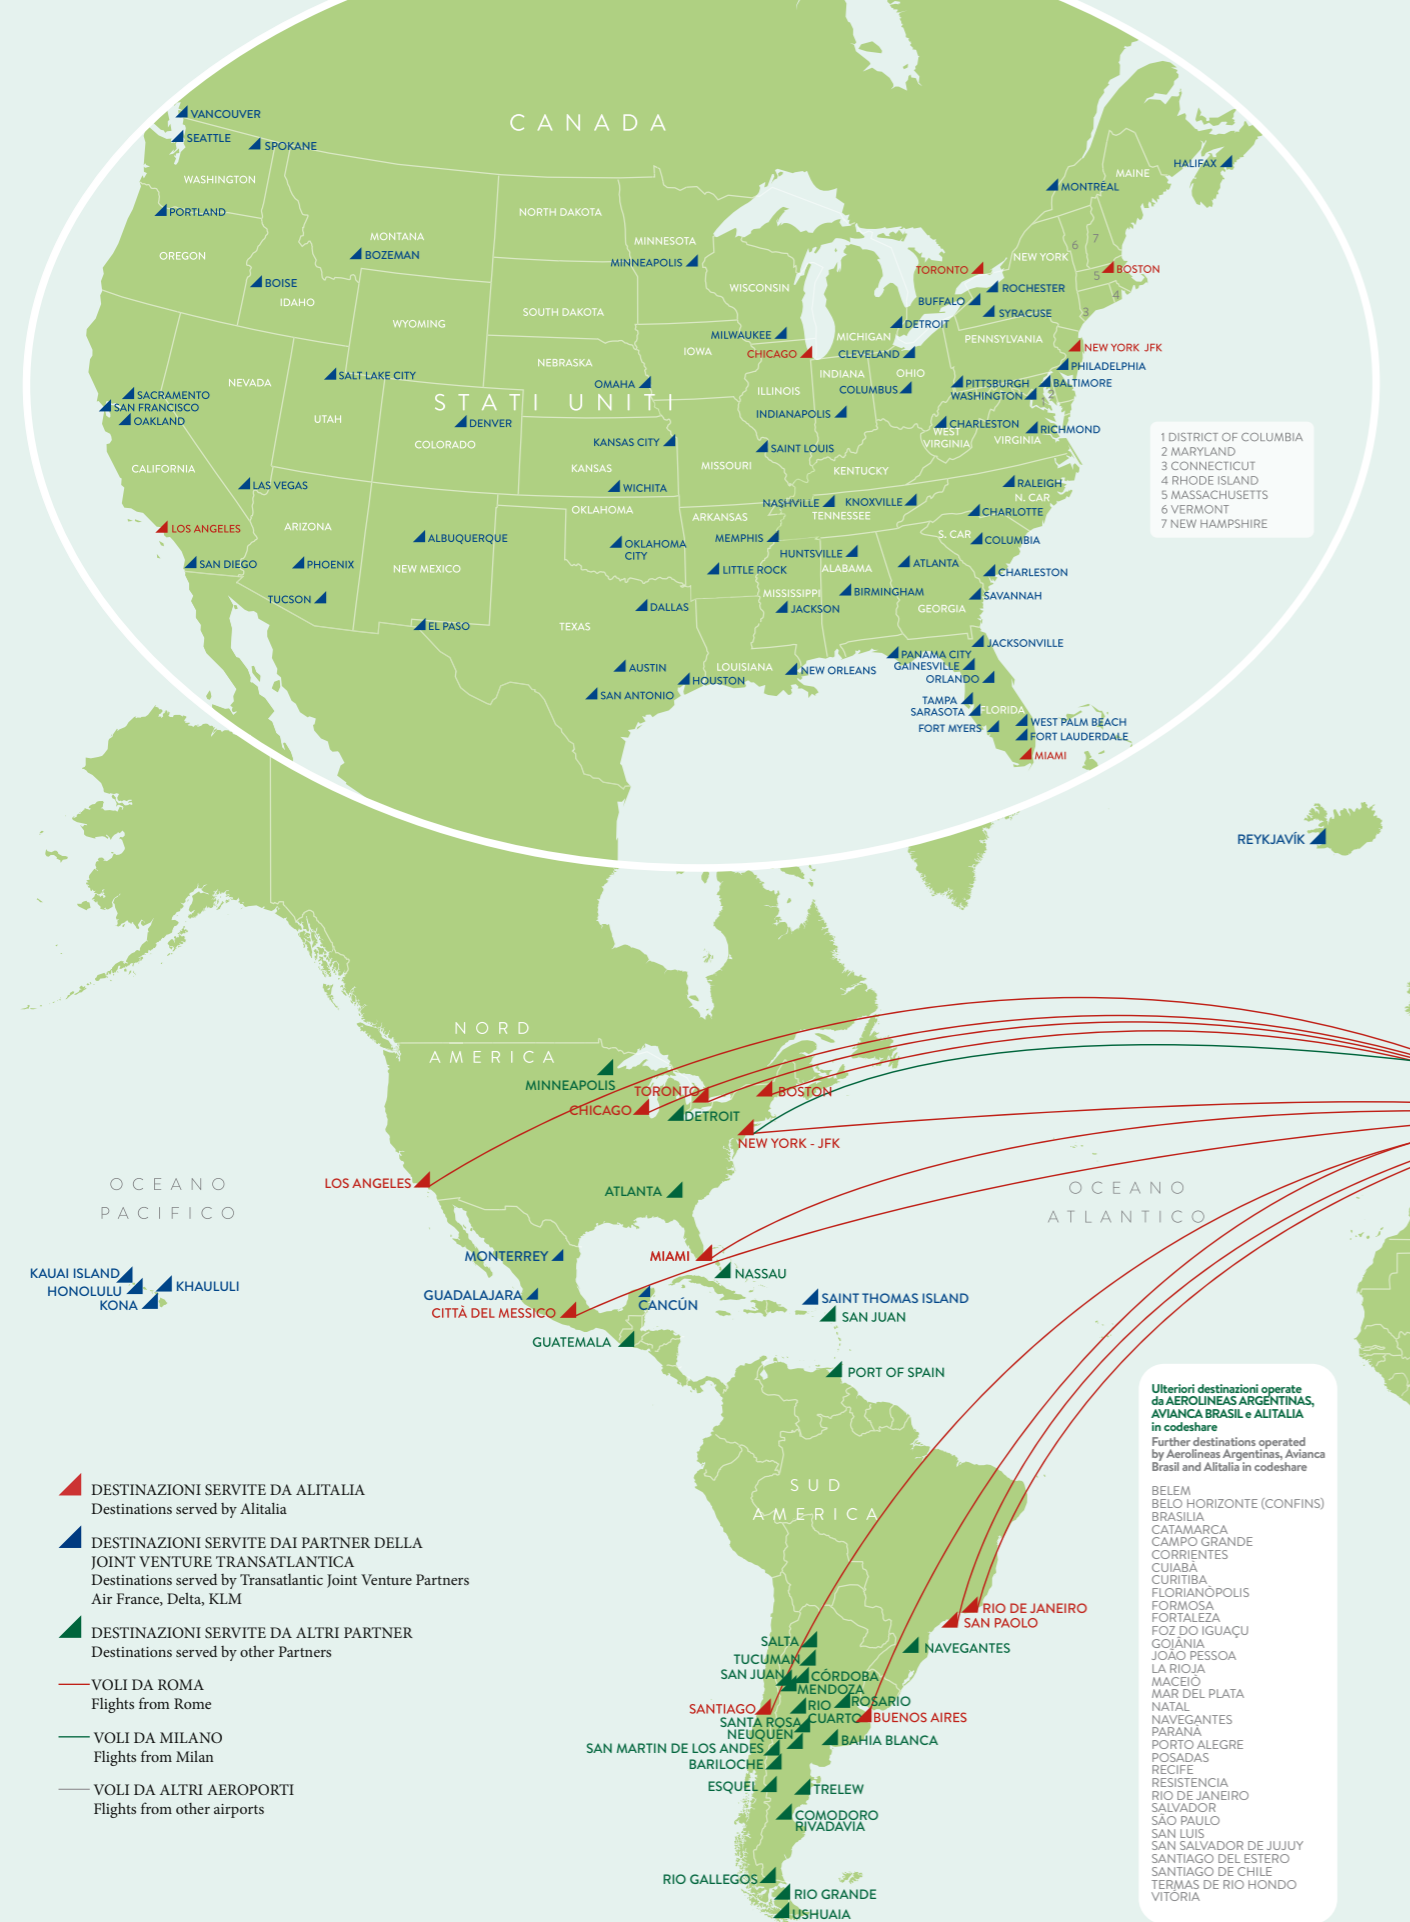 CANADA
VANCOUVER
SEATTLE
SPOKANE
WASHINGTON
HALIFAX
MAINE
MONTRÉAL
PORTLAND
NORTH DAKOTA
MONTANA
MINNESOTA
6
7
OREGON
BOZEMAN
MINNEAPOLIS
NEW YORK
TORONTO
BOSTON
5
BOISE
WISCONSIN
ROCHESTER
4
IDAHO
BUFFALO
SOUTH DAKOTA
SYRACUSE
3
WYOMING
DETROIT
MILWAUKEE
MICHIGAN
PENNSYLVANIA
IOWA
CHICAGO
CLEVELAND
NEW YORK JFK
NEBRASKA
PHILADELPHIA
INDIANA
OHIO
SALT LAKE CITY
NEVADA
OMAHA
ILLINOIS
COLUMBUS
PITTSBURGH
BALTIMORE
WASHINGTON
1
2
SACRAMENTO
STATI UNITI
SAN FRANCISCO
OAKLAND
UTAH
DENVER
INDIANAPOLIS
CHARLESTON
RICHMOND
WEST
VIRGINIA
VIRGINIA
COLORADO
KANSAS CITY
SAINT LOUIS
1 DISTRICT OF COLUMBIA
2 MARYLAND
3 CONNECTICUT
4 RHODE ISLAND
5 MASSACHUSETTS
6 VERMONT
7 NEW HAMPSHIRE
CALIFORNIA
KANSAS
MISSOURI
KENTUCKY
LAS VEGAS
WICHITA
RALEIGH
N. CAR
NASHVILLE
KNOXVILLE
OKLAHOMA
ARKANSAS
TENNESSEE
CHARLOTTE
LOS ANGELES
ARIZONA
ALBUQUERQUE
OKLAHOMA
CITY
MEMPHIS
S. CAR
COLUMBIA
HUNTSVILLE
SAN DIEGO
PHOENIX
NEW MEXICO
LITTLE ROCK
ALABAMA
ATLANTA
CHARLESTON
TUCSON
MISSISSIPPI
BIRMINGHAM
SAVANNAH
DALLAS
JACKSON
GEORGIA
EL PASO
TEXAS
JACKSONVILLE
PANAMA CITY
AUSTIN
LOUISIANA
NEW ORLEANS
GAINESVILLE
HOUSTON
ORLANDO
SAN ANTONIO
TAMPA
SARASOTA
FLORIDA
FORT MYERS
WEST PALM BEACH
FORT LAUDERDALE
MIAMI
REYKJAVÍK
NORD
AMERICA
MINNEAPOLIS
TORONTO
BOSTON
CHICAGO
DETROIT
NEW YORK - JFK
LOS ANGELES
ATLANTA
OCEANO
PACIFICO
OCEANO
ATLANTICO
MONTERREY
MIAMI
NASSAU
KAUAI ISLAND
HONOLULU
KHAULULI
KONA
GUADALAJARA
CANCÚN
SAINT THOMAS ISLAND
CITTÀ DEL MESSICO
SAN JUAN
GUATEMALA
PORT OF SPAIN
SUD
AMERICA
RIO DE JANEIRO
SAN PAOLO
SALTA
NAVEGANTES
TUCUMAN
SAN JUAN
CÓRDOBA
MENDOZA
SANTIAGO
RIO
CUARTO
ROSARIO
BUENOS AIRES
SANTA ROSA
NEUQUEN
BAHIA BLANCA
SAN MARTIN DE LOS ANDES
BARILOCHE
ESQUEL
TRELEW
COMODORO
RIVADAVIA
RIO GALLEGOS
RIO GRANDE
USHUAIA
DESTINAZIONI SERVITE DA ALITALIA
Destinations served by Alitalia
DESTINAZIONI SERVITE DAI PARTNER DELLA
JOINT VENTURE TRANSATLANTICA
Destinations served by Transatlantic Joint Venture Partners
Air France, Delta, KLM
DESTINAZIONI SERVITE DA ALTRI PARTNER
Destinations served by other Partners
VOLI DA ROMA
Flights from Rome
VOLI DA MILANO
Flights from Milan
VOLI DA ALTRI AEROPORTI
Flights from other airports
Ulteriori destinazioni operate
da AEROLINEAS ARGENTINAS,
AVIANCA BRASIL e ALITALIA
in codeshare
Further destinations operated
by Aerolineas Argentinas, Avianca
Brasil and Alitalia in codeshare
BELEM
BELO HORIZONTE (CONFINS)
BRASILIA
CATAMARCA
CAMPO GRANDE
CORRIENTES
CUIABÁ
CURITIBA
FLORIANÓPOLIS
FORMOSA
FORTALEZA
FOZ DO IGUAÇU
GOIÂNIA
JOÃO PESSOA
LA RIOJA
MACEIÓ
MAR DEL PLATA
NATAL
NAVEGANTES
PARANÁ
PORTO ALEGRE
POSADAS
RECIFE
RESISTENCIA
RIO DE JANEIRO
SALVADOR
SÃO PAULO
SAN LUIS
SAN SALVADOR DE JUJUY
SANTIAGO DEL ESTERO
SANTIAGO DE CHILE
TERMAS DE RIO HONDO
VITÓRIA